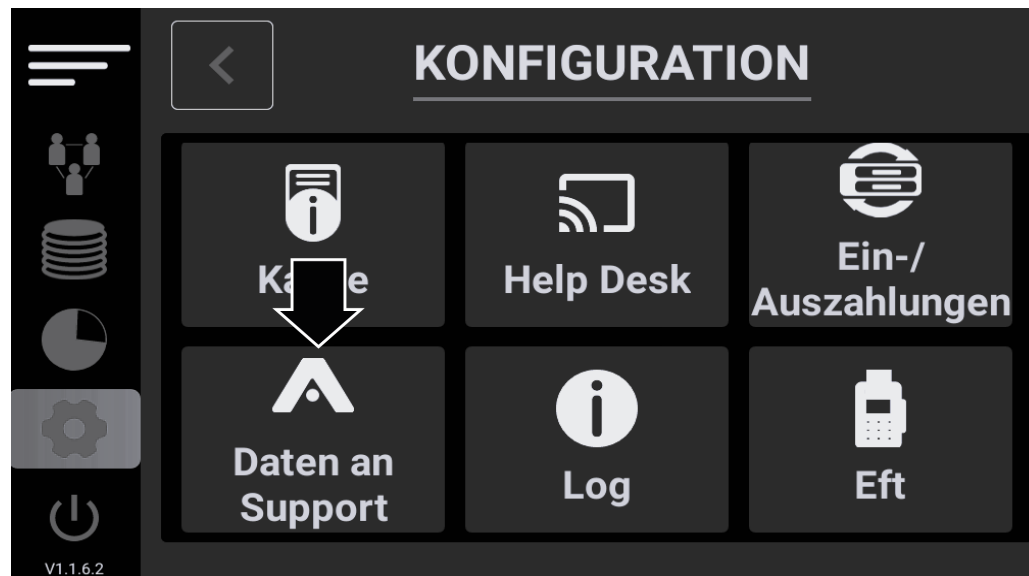 KONFIGURATION
Help Desk
Ein-/
Auszahlungen
Daten an
Support
Log
Eft
V1.1.6.2